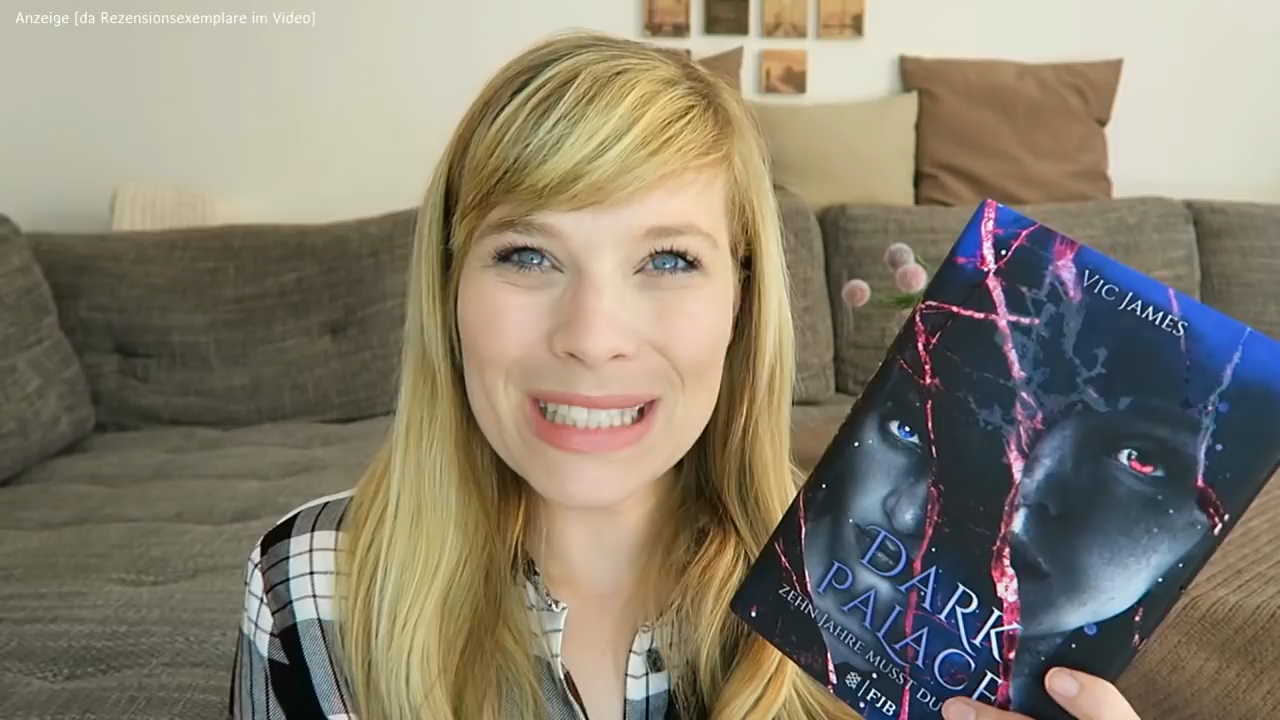 Anzeige [da Rezensionsexemplare im Video]
VIC JAMES
DARK
PALACE
ZEHN JAHRE MUSST DU
FJB